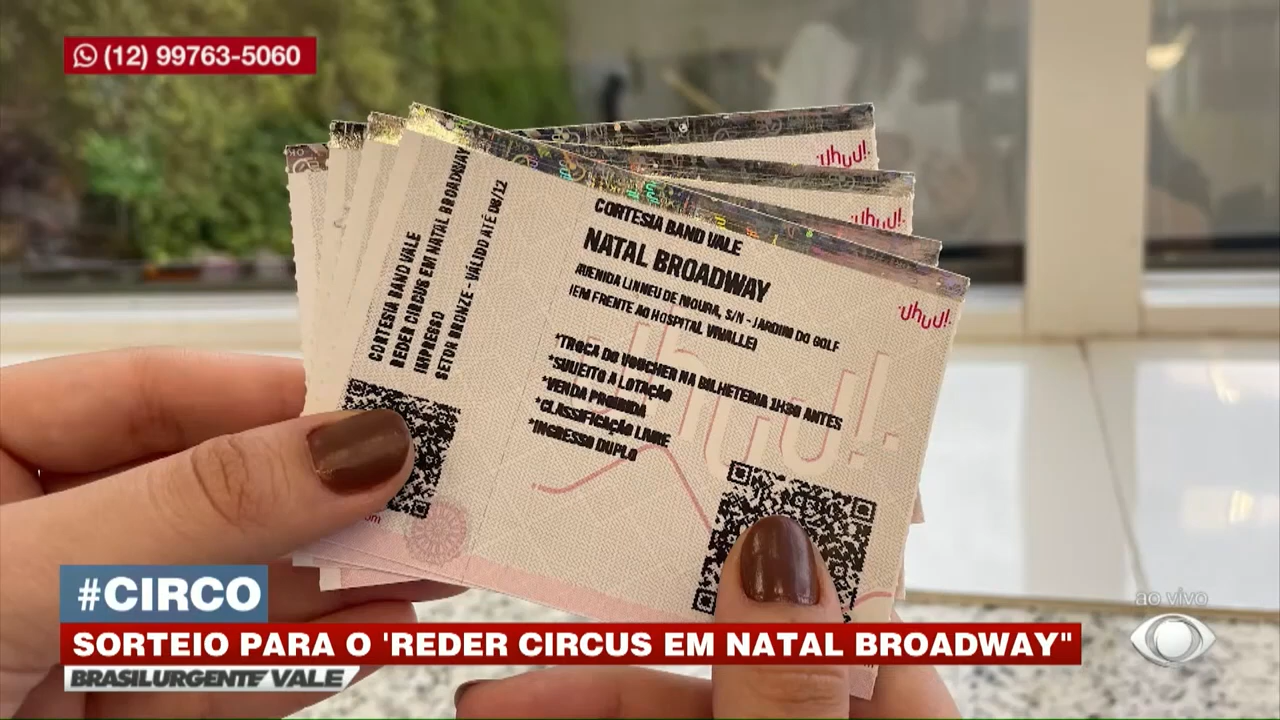 (12) 99763-5060
uhuu!
uhuu!
CORTESIA BAND VALE
REDER CIRCUS EM NATAL BROADWAY
IMPRESSO
SETOR BRONZE - VÁLIDO ATÉ 08/12
CORTESIA BAND VALE
NATAL BROADWAY
AVENIDA LINNEU DE MOURA, S/N - JARDIM DO GOLF
(EM FRENTE AO HOSPITAL VIVALLE)
uhuu!
*TROCA DO VOUCHER NA BILHETERIA 1H30 ANTES
*SUJEITO A LOTAÇÃO
*VENDA PROIBIDA
*CLASSIFICAÇÃO LIVRE
*INGRESSO DUPLO
uhuu!
#CIRCO
SORTEIO PARA O 'REDER CIRCUS EM NATAL BROADWAY"
BRASILURGENTE VALE
ao vivo